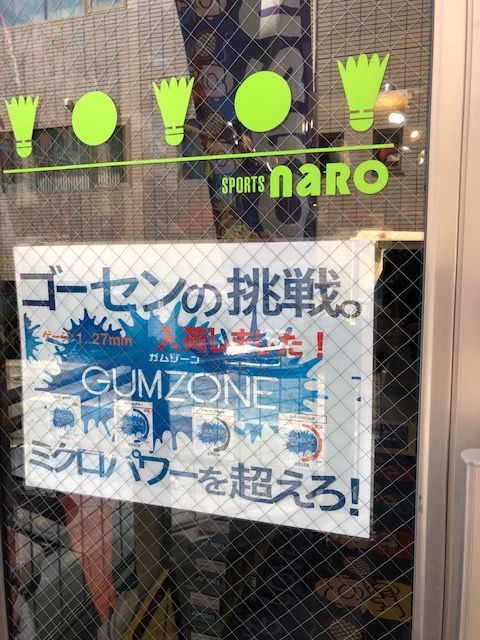 SPORTS naRO
ゴーセンの挑戦。
ゲージ1.27mm 入荷しました！
ガムゾーン
GUMZONE
ミクロパワーを超えろ！